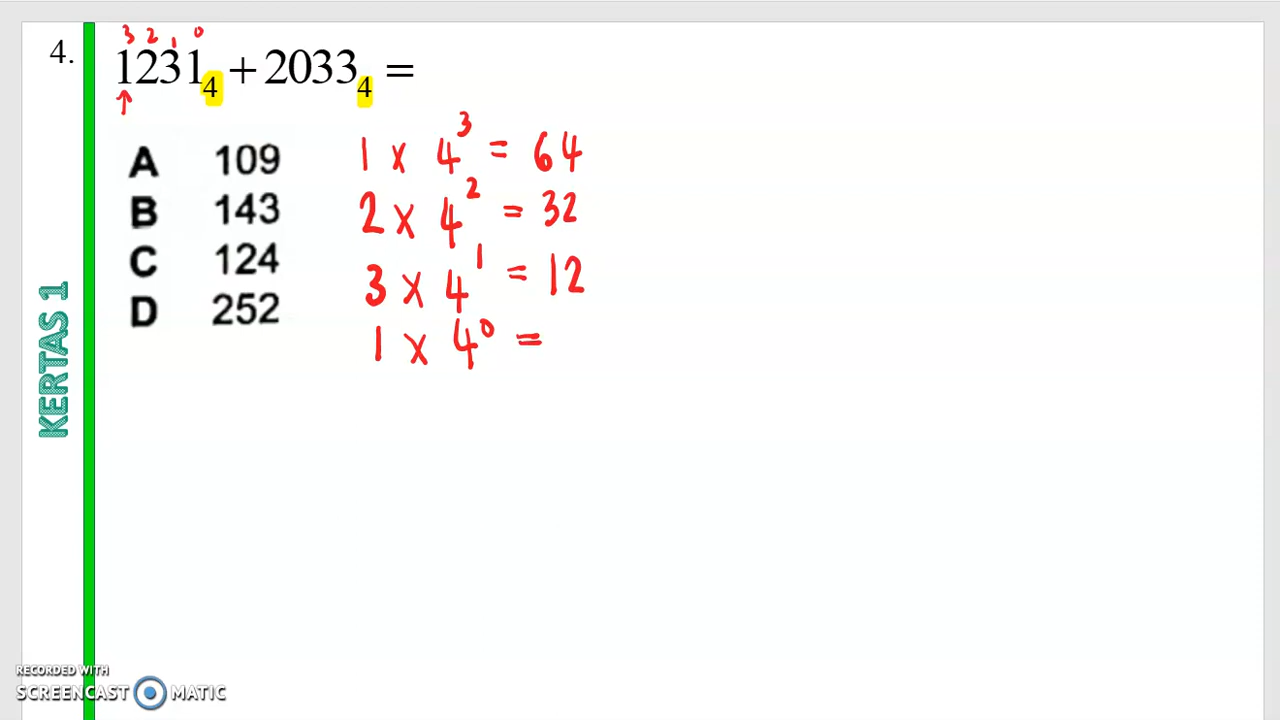 3 2 1 0
4. 1231₄ + 2033₄ =
A 109
B 143
C 124
D 252
1 × 4³ = 64
2 × 4² = 32
3 × 4¹ = 12
1 × 4⁰ =
KERTAS 1
RECORDED WITH
SCREENCAST MATIC